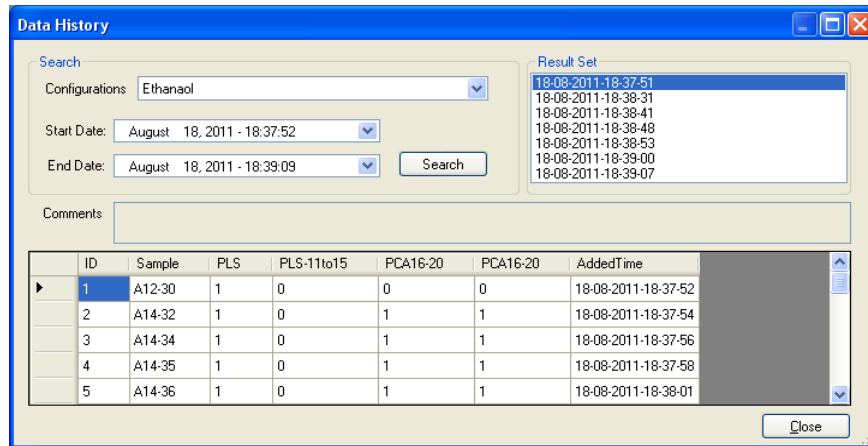 Data History
Search
Configurations Ethanaol
Start Date: August 18, 2011 - 18:37:52
End Date: August 18, 2011 - 18:39:09 Search
Result Set
18-08-2011-18-37-51
18-08-2011-18-38-31
18-08-2011-18-38-41
18-08-2011-18-38-48
18-08-2011-18-38-53
18-08-2011-18-39-00
18-08-2011-18-39-07
Comments
ID Sample PLS PLS-11to15 PCA16-20 PCA16-20 AddedTime
1 A12-30 1 0 0 0 18-08-2011-18-37-52
2 A14-32 1 0 1 1 18-08-2011-18-37-54
3 A14-34 1 0 1 1 18-08-2011-18-37-56
4 A14-35 1 0 1 1 18-08-2011-18-37-58
5 A14-36 1 0 1 1 18-08-2011-18-38-01
Close